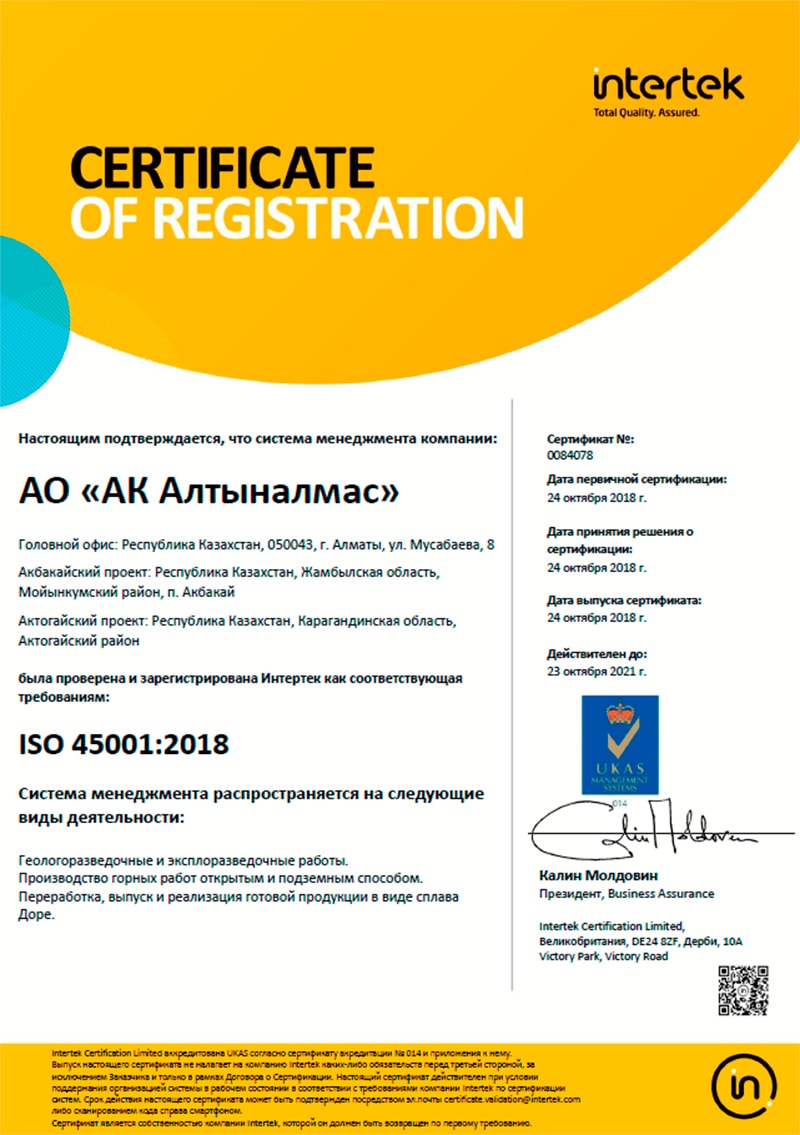 intertek
Total Quality. Assured.
CERTIFICATE
OF REGISTRATION
Настоящим подтверждается, что система менеджмента компании:
АО «АК Алтыналмас»
Головной офис: Республика Казахстан, 050043, г. Алматы, ул. Мусабаева, 8
Акбакайский проект: Республика Казахстан, Жамбылская область,
Мойынкумский район, п. Акбакай
Актогайский проект: Республика Казахстан, Карагандинская область,
Актогайский район
была проверена и зарегистрирована Интертек как соответствующая
требованиям:
ISO 45001:2018
Система менеджмента распространяется на следующие
виды деятельности:
Геологоразведочные и эксплоразведочные работы.
Производство горных работ открытым и подземным способом.
Переработка, выпуск и реализация готовой продукции в виде сплава
Доре.
Сертификат №:
0084078
Дата первичной сертификации:
24 октября 2018 г.
Дата принятия решения о
сертификации:
24 октября 2018 г.
Дата выпуска сертификата:
24 октября 2018 г.
Действителен до:
23 октября 2021 г.
UKAS
MANAGEMENT
SYSTEMS
014
Калин Молдовин
Президент, Business Assurance
Intertek Certification Limited,
Великобритания, DE24 8ZF, Дерби, 10A
Victory Park, Victory Road
Intertek Certification Limited аккредитована UKAS согласно сертификату акредитации № 014 и приложения к нему.
Выпуск настоящего сертификата не налагает на компанию Intertek каких-либо обязательств перед третьей стороной, за
исключением Заказчика и только в рамках Договора о Сертификации. Настоящий сертификат действителен при условии
поддержания организацией системы в рабочем состоянии в соответствии с требованиями компании Intertek по сертификации
систем. Срок действия настоящего сертификата может быть подтвержден посредством эл.почты certificate.validation@intertek.com
либо сканированием кода справа смартфоном.
Сертификат является собственностью компании Intertek, которой он должен быть возвращен по первому требованию.
in